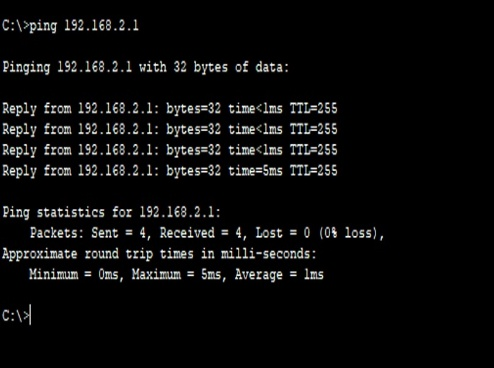 C:\>ping 192.168.2.1
Pinging 192.168.2.1 with 32 bytes of data:
Reply from 192.168.2.1: bytes=32 time<1ms TTL=255
Reply from 192.168.2.1: bytes=32 time<1ms TTL=255
Reply from 192.168.2.1: bytes=32 time<1ms TTL=255
Reply from 192.168.2.1: bytes=32 time=5ms TTL=255
Ping statistics for 192.168.2.1:
Packets: Sent = 4, Received = 4, Lost = 0 (0% loss),
Approximate round trip times in milli-seconds:
Minimum = 0ms, Maximum = 5ms, Average = 1ms
C:\>